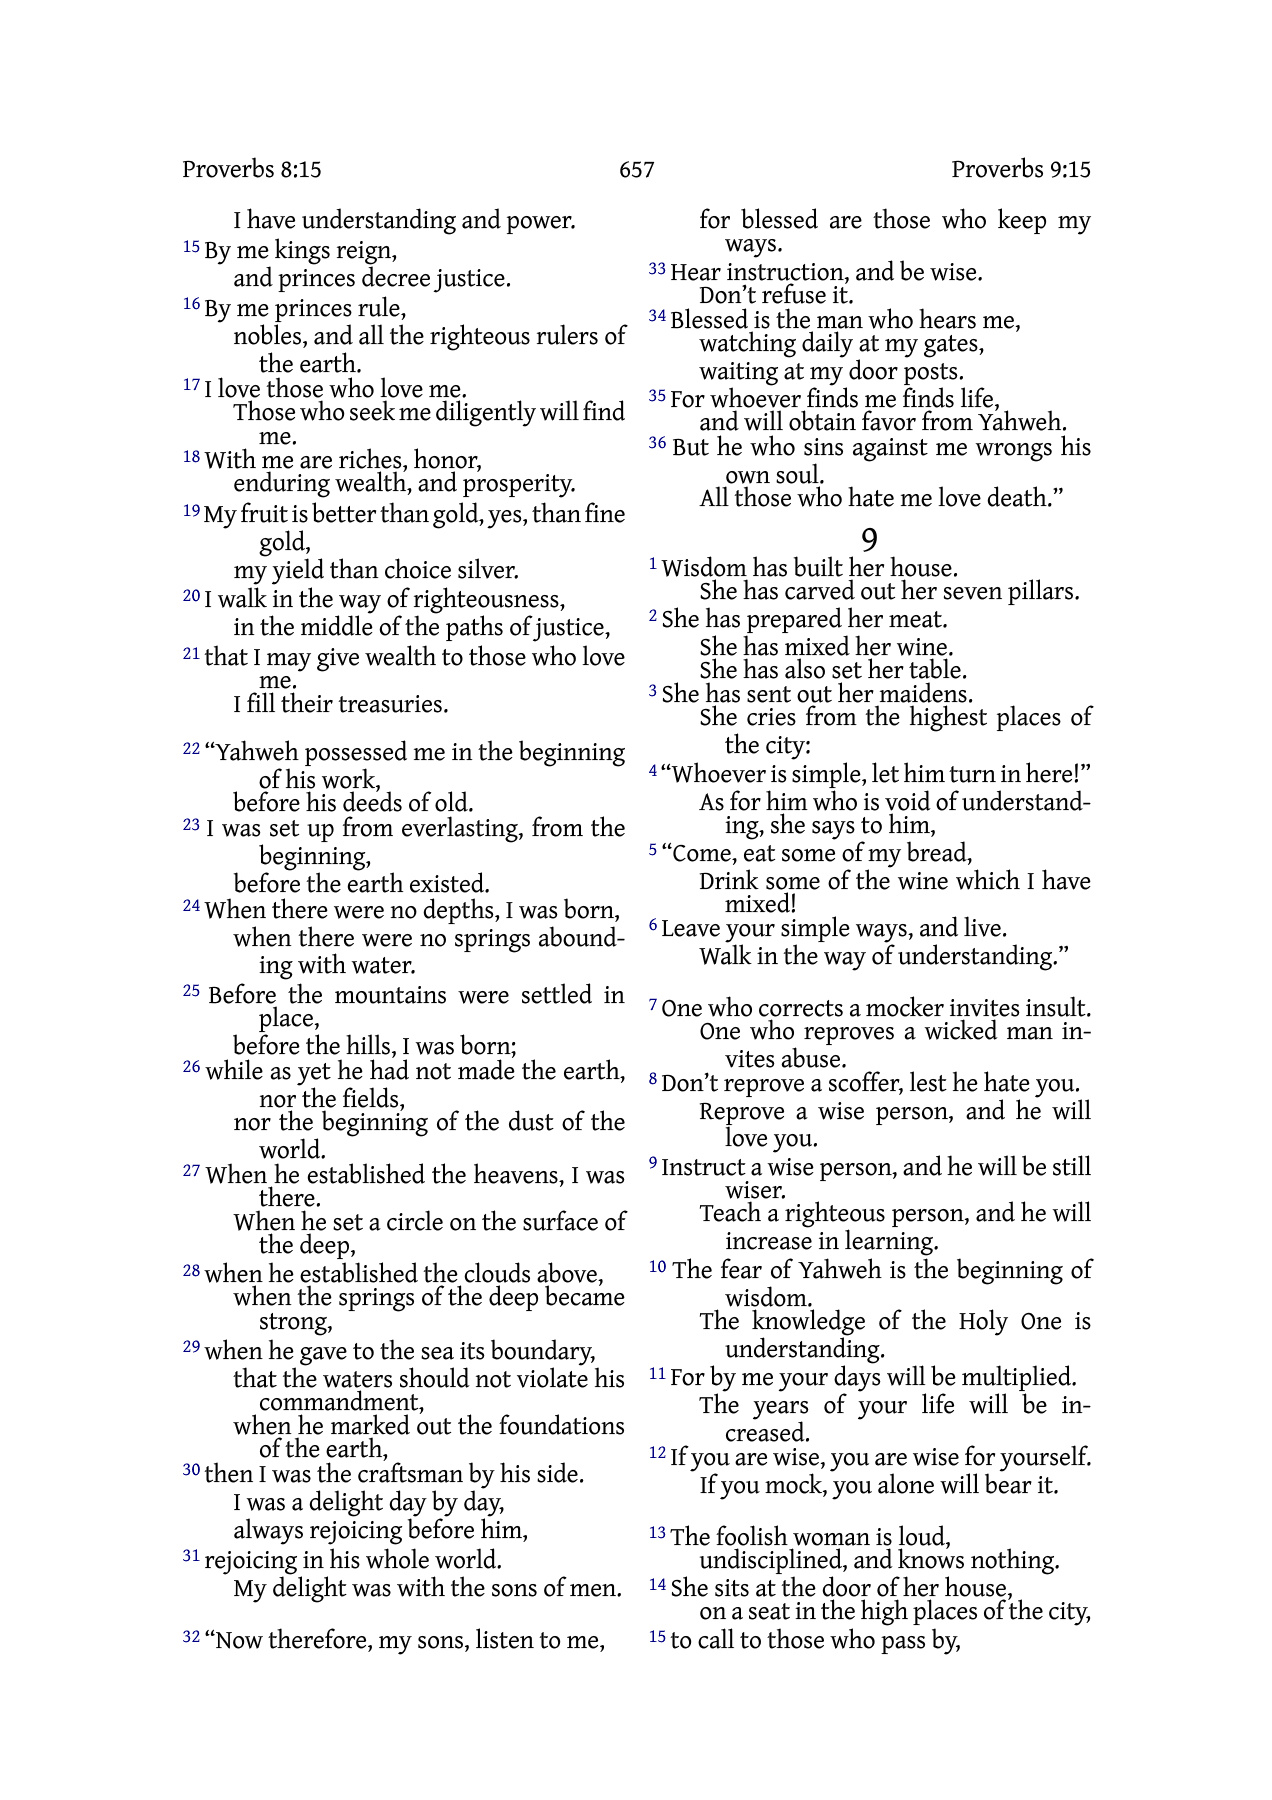 Proverbs 8:15 657 Proverbs 9:15
I have understanding and power.
15 By me kings reign,
and princes decree justice.
16 By me princes rule,
nobles, and all the righteous rulers of
the earth.
17 I love those who love me.
Those who seek me diligently will find
me.
18 With me are riches, honor,
enduring wealth, and prosperity.
19 My fruit is better than gold, yes, than fine
gold,
my yield than choice silver.
20 I walk in the way of righteousness,
in the middle of the paths of justice,
21 that I may give wealth to those who love
me.
I fill their treasuries.
22 “Yahweh possessed me in the beginning
of his work,
before his deeds of old.
23 I was set up from everlasting, from the
beginning,
before the earth existed.
24 When there were no depths, I was born,
when there were no springs abound-
ing with water.
25 Before the mountains were settled in
place,
before the hills, I was born;
26 while as yet he had not made the earth,
nor the fields,
nor the beginning of the dust of the
world.
27 When he established the heavens, I was
there.
When he set a circle on the surface of
the deep,
28 when he established the clouds above,
when the springs of the deep became
strong,
29 when he gave to the sea its boundary,
that the waters should not violate his
commandment,
when he marked out the foundations
of the earth,
30 then I was the craftsman by his side.
I was a delight day by day,
always rejoicing before him,
31 rejoicing in his whole world.
My delight was with the sons of men.
32 “Now therefore, my sons, listen to me,
for blessed are those who keep my
ways.
33 Hear instruction, and be wise.
Don’t refuse it.
34 Blessed is the man who hears me,
watching daily at my gates,
waiting at my door posts.
35 For whoever finds me finds life,
and will obtain favor from Yahweh.
36 But he who sins against me wrongs his
own soul.
All those who hate me love death.”
9
1 Wisdom has built her house.
She has carved out her seven pillars.
2 She has prepared her meat.
She has mixed her wine.
She has also set her table.
3 She has sent out her maidens.
She cries from the highest places of
the city:
4 “Whoever is simple, let him turn in here!”
As for him who is void of understand-
ing, she says to him,
5 “Come, eat some of my bread,
Drink some of the wine which I have
mixed!
6 Leave your simple ways, and live.
Walk in the way of understanding.”
7 One who corrects a mocker invites insult.
One who reproves a wicked man in-
vites abuse.
8 Don’t reprove a scoffer, lest he hate you.
Reprove a wise person, and he will
love you.
9 Instruct a wise person, and he will be still
wiser.
Teach a righteous person, and he will
increase in learning.
10 The fear of Yahweh is the beginning of
wisdom.
The knowledge of the Holy One is
understanding.
11 For by me your days will be multiplied.
The years of your life will be in-
creased.
12 If you are wise, you are wise for yourself.
If you mock, you alone will bear it.
13 The foolish woman is loud,
undisciplined, and knows nothing.
14 She sits at the door of her house,
on a seat in the high places of the city,
15 to call to those who pass by,